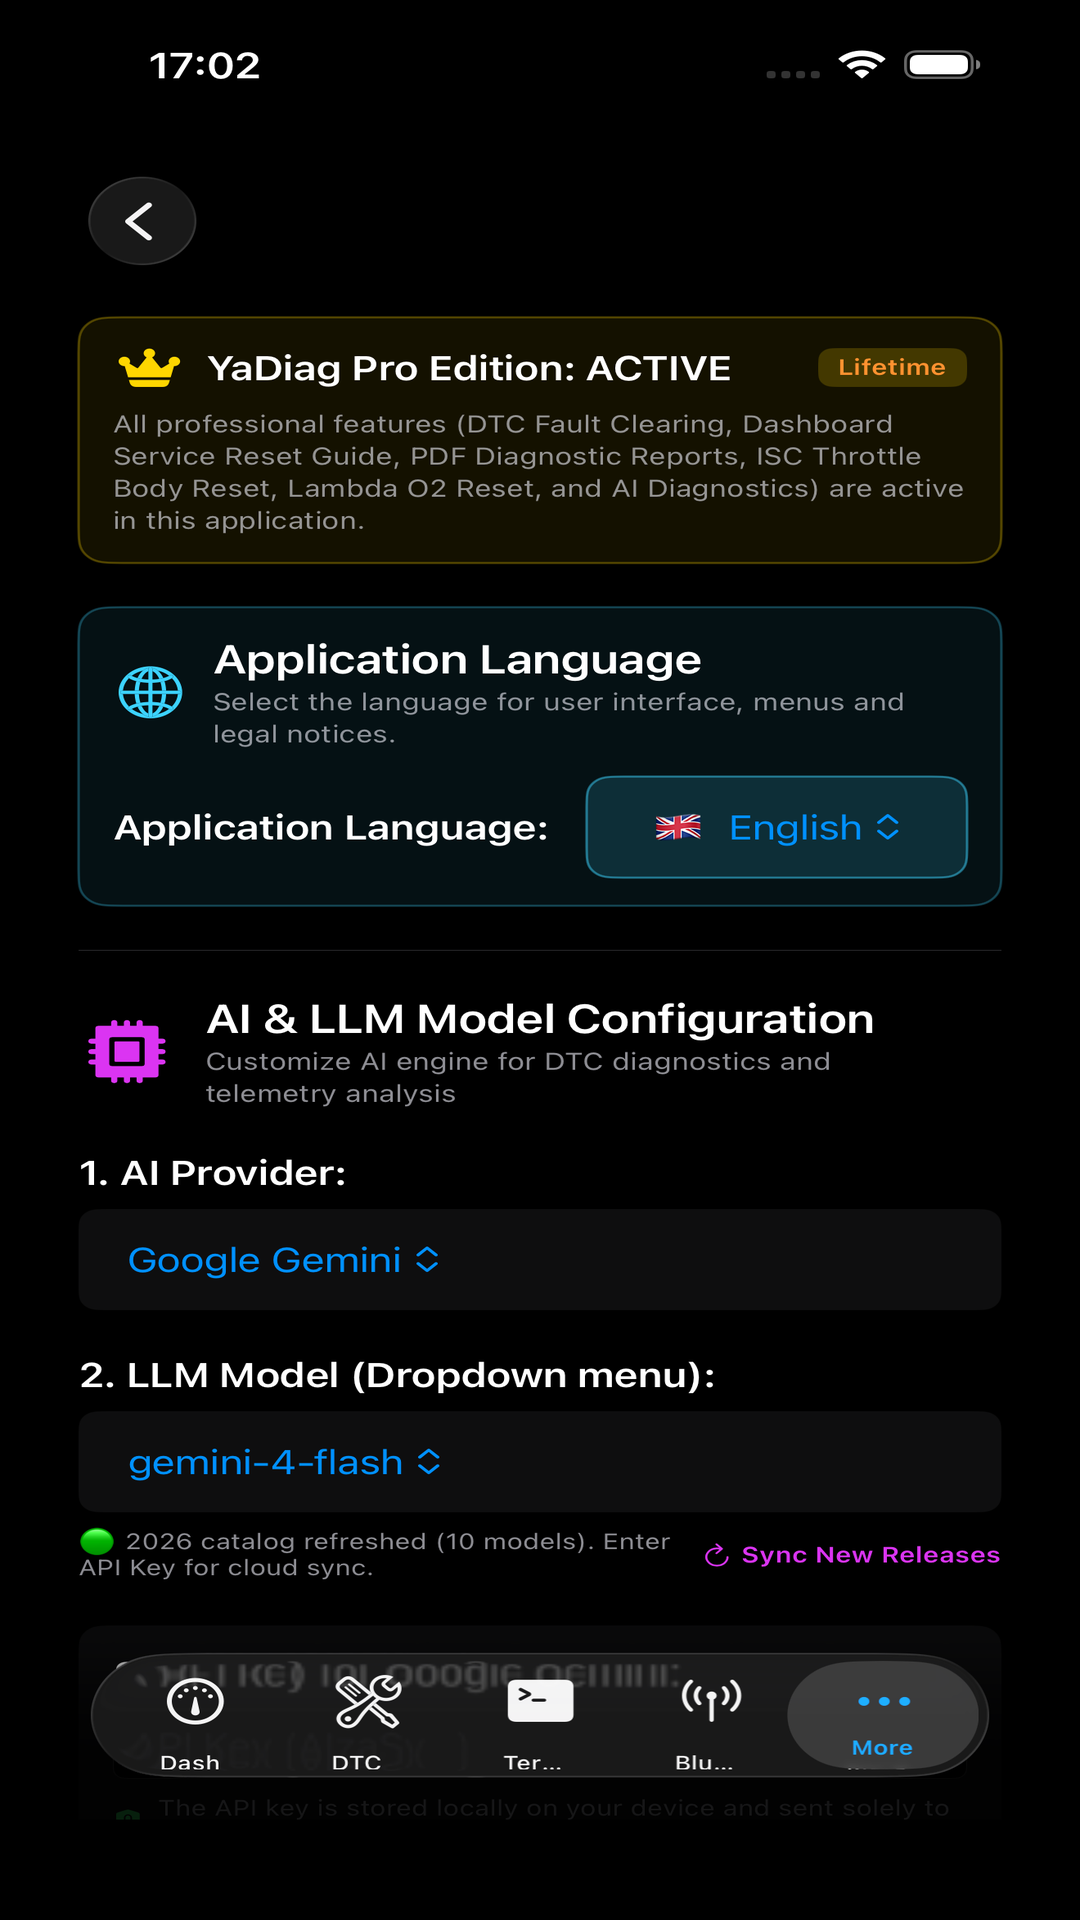 17:02
YaDiag Pro Edition: ACTIVE
Lifetime
All professional features (DTC Fault Clearing, Dashboard
Service Reset Guide, PDF Diagnostic Reports, ISC Throttle
Body Reset, Lambda O2 Reset, and AI Diagnostics) are active
in this application.
Application Language
Select the language for user interface, menus and
legal notices.
Application Language:
English
AI & LLM Model Configuration
Customize AI engine for DTC diagnostics and
telemetry analysis
1. AI Provider:
Google Gemini
2. LLM Model (Dropdown menu):
gemini-4-flash
2026 catalog refreshed (10 models). Enter
API Key for cloud sync.
Sync New Releases
API Key for Google Gemini:
Dash
DTC
Ter...
Blu...
More
The API key is stored locally on your device and sent solely to